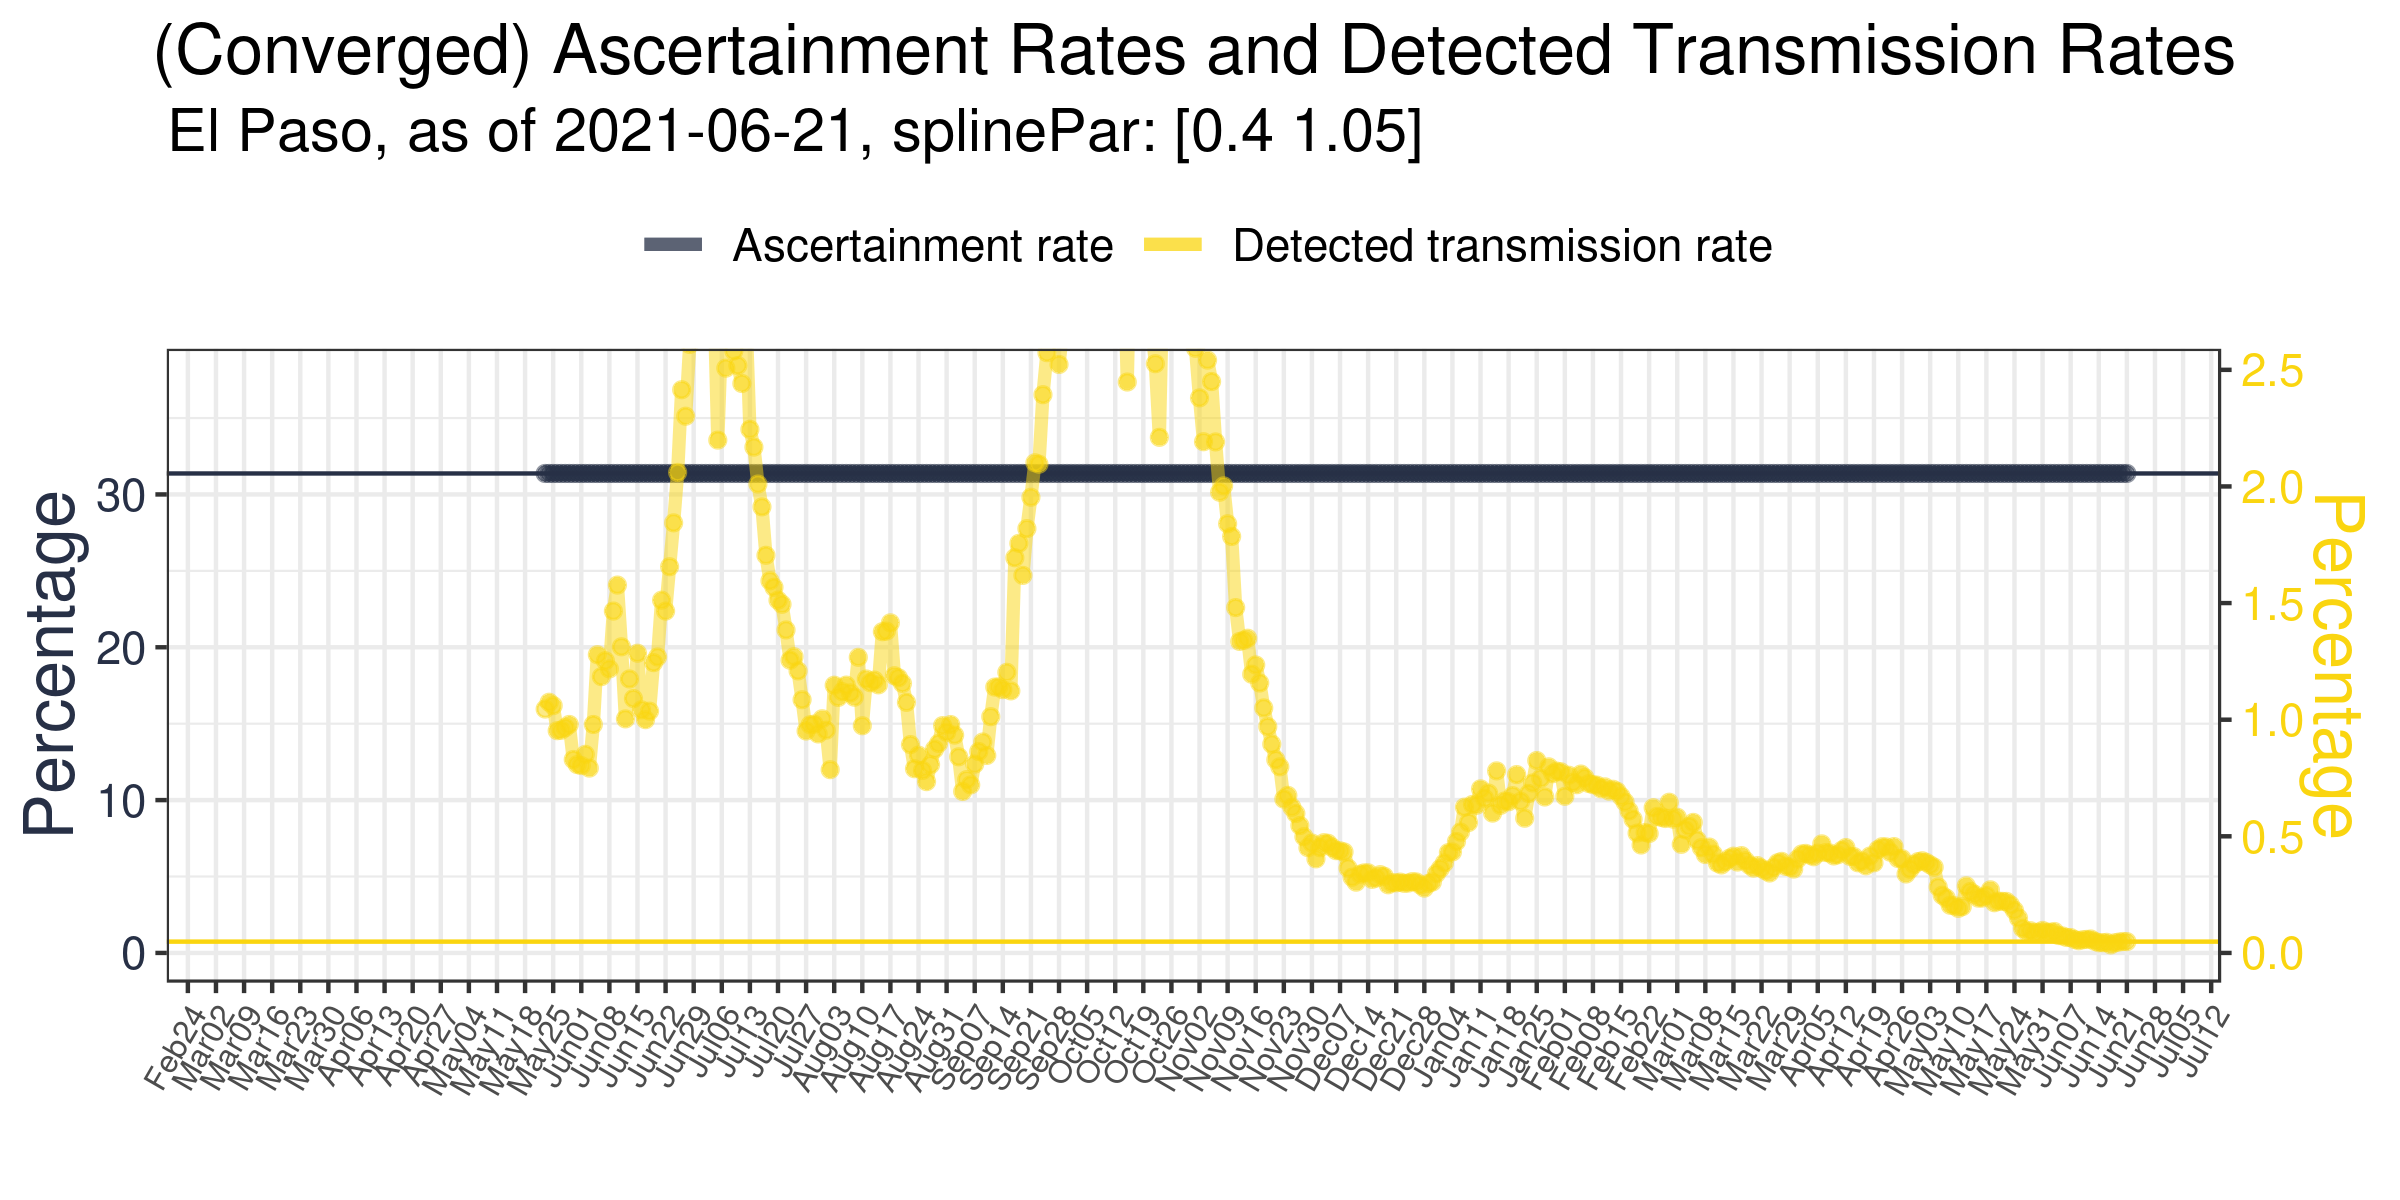 (Converged) Ascertainment Rates and Detected Transmission Rates
El Paso, as of 2021-06-21, splinePar: [0.4 1.05]
Ascertainment rate Detected transmission rate
Percentage
30
20
10
0
2.5
2.0
1.5
1.0
0.5
0.0
Percentage
Feb24
Mar02
Mar09
Mar16
Mar23
Mar30
Apr06
Apr13
Apr20
Apr27
May04
May11
May18
May25
Jun01
Jun08
Jun15
Jun22
Jun29
Jul06
Jul13
Jul20
Jul27
Aug03
Aug10
Aug17
Aug24
Aug31
Sep07
Sep14
Sep21
Sep28
Oct05
Oct12
Oct19
Oct26
Nov02
Nov09
Nov16
Nov23
Nov30
Dec07
Dec14
Dec21
Dec28
Jan04
Jan11
Jan18
Jan25
Feb01
Feb08
Feb15
Feb22
Mar01
Mar08
Mar15
Mar22
Mar29
Apr05
Apr12
Apr19
Apr26
May03
May10
May17
May24
May31
Jun07
Jun14
Jun21
Jun28
Jul05
Jul12